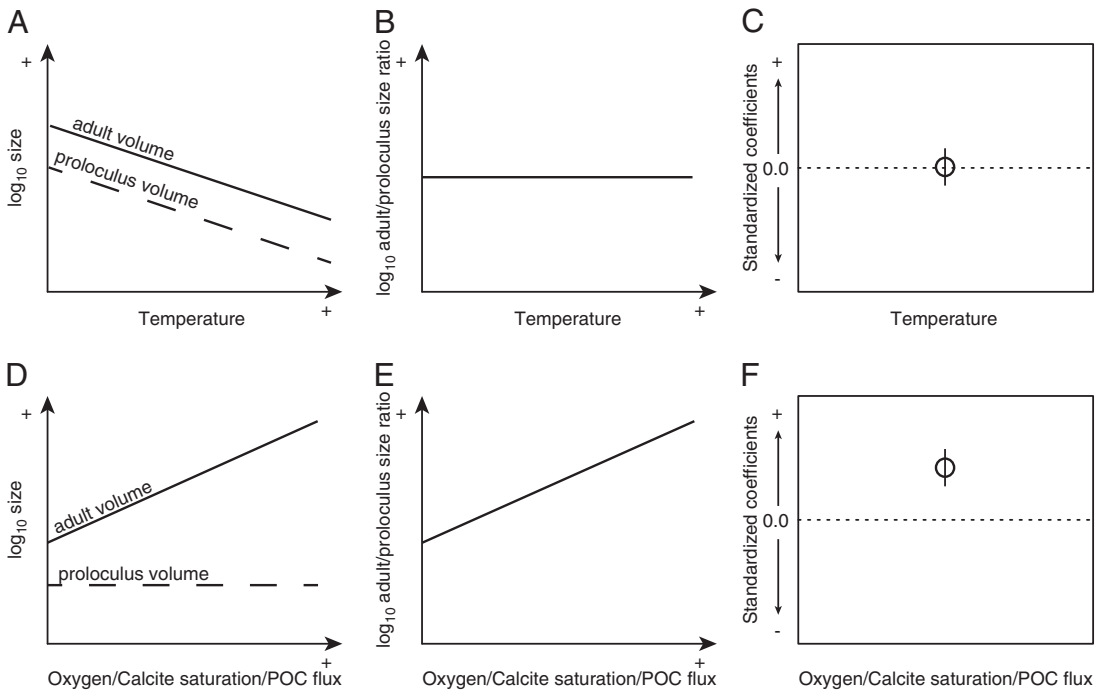 A
+
log10 size
adult volume
proloculus volume
Temperature
+
B
+
log10 adult/proloculus size ratio
Temperature
+
C
Standardized coefficients
+
0.0
-
Temperature
D
+
log10 size
adult volume
proloculus volume
+
Oxygen/Calcite saturation/POC flux
E
+
log10 adult/proloculus size ratio
+
Oxygen/Calcite saturation/POC flux
F
Standardized coefficients
+
0.0
-
Oxygen/Calcite saturation/POC flux